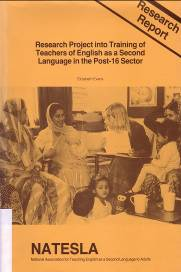 Research
Report
Research Project into Training of
Teachers of English as a Second
Language in the Post-16 Sector
Elizabeth Evans
NATESLA
National Association for Teaching English as a Second Language to Adults